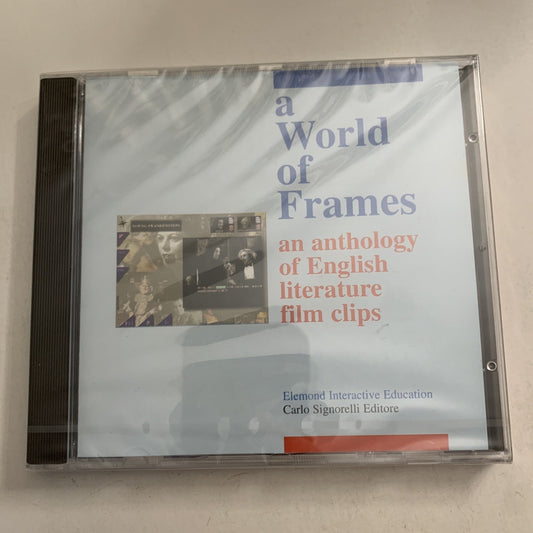 a
World
of
Frames
an anthology
of English
literature
film clips
Elemond Interactive Education
Carlo Signorelli Editore